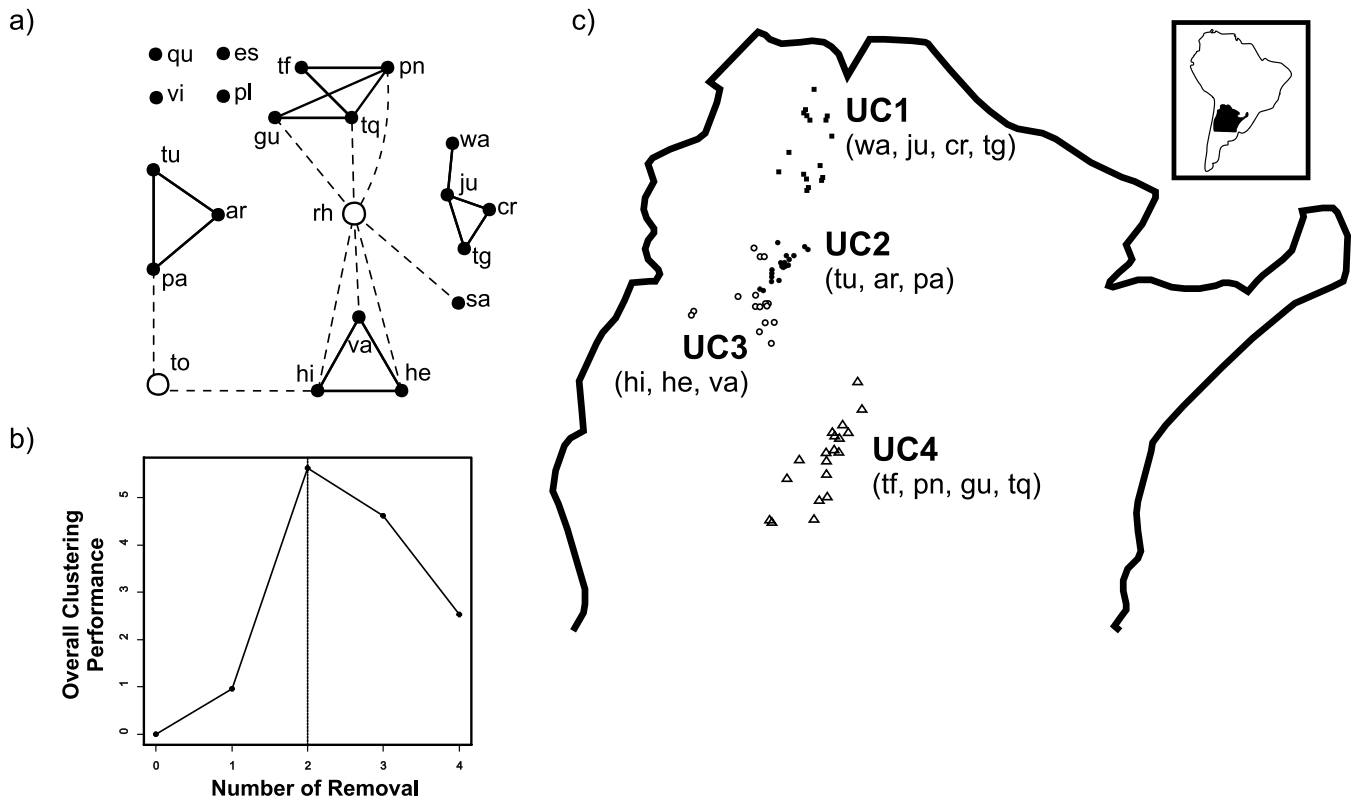 a)
qu es
vi pl
tf pn
gu tq
tu
ar
pa
wa
ju
cr
tg
rh
sa
to
va
hi he
b)
Overall Clustering
Performance
0 1 2 3 4 5
0 1 2 3 4
Number of Removal
c)
UC1
(wa, ju, cr, tg)
UC2
(tu, ar, pa)
UC3
(hi, he, va)
UC4
(tf, pn, gu, tq)